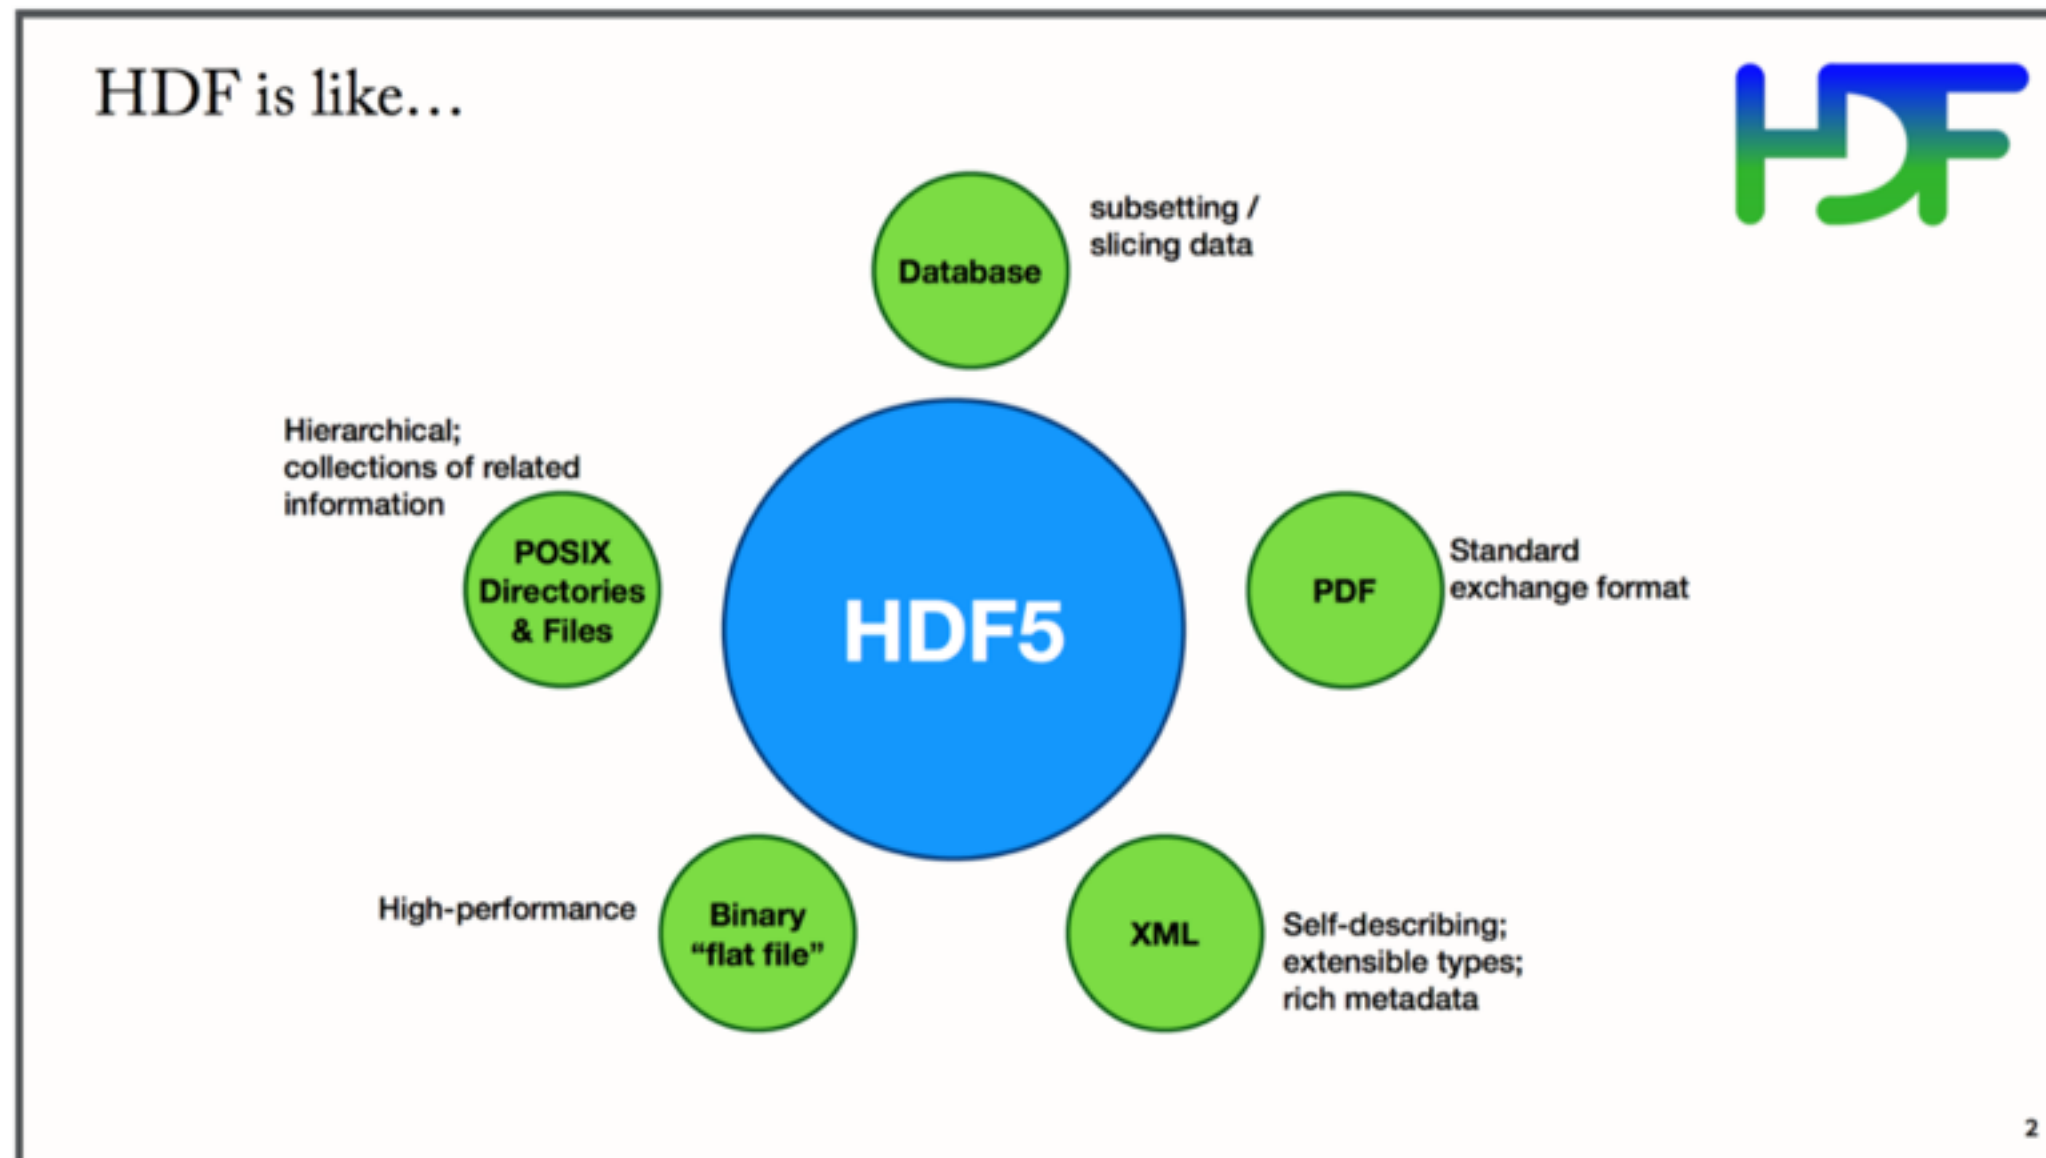 HDF is like…
HDF
Database
subsetting /
slicing data
Hierarchical;
collections of related
information
POSIX
Directories
& Files
HDF5
PDF
Standard
exchange format
High-performance
Binary
“flat file”
XML
Self-describing;
extensible types;
rich metadata
2